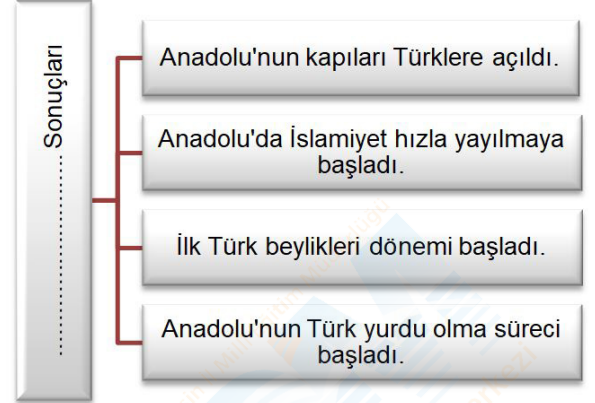 ........................ Sonuçları
Anadolu'nun kapıları Türklere açıldı.
Anadolu'da İslamiyet hızla yayılmaya
başladı.
İlk Türk beylikleri dönemi başladı.
Anadolu'nun Türk yurdu olma süreci
başladı.